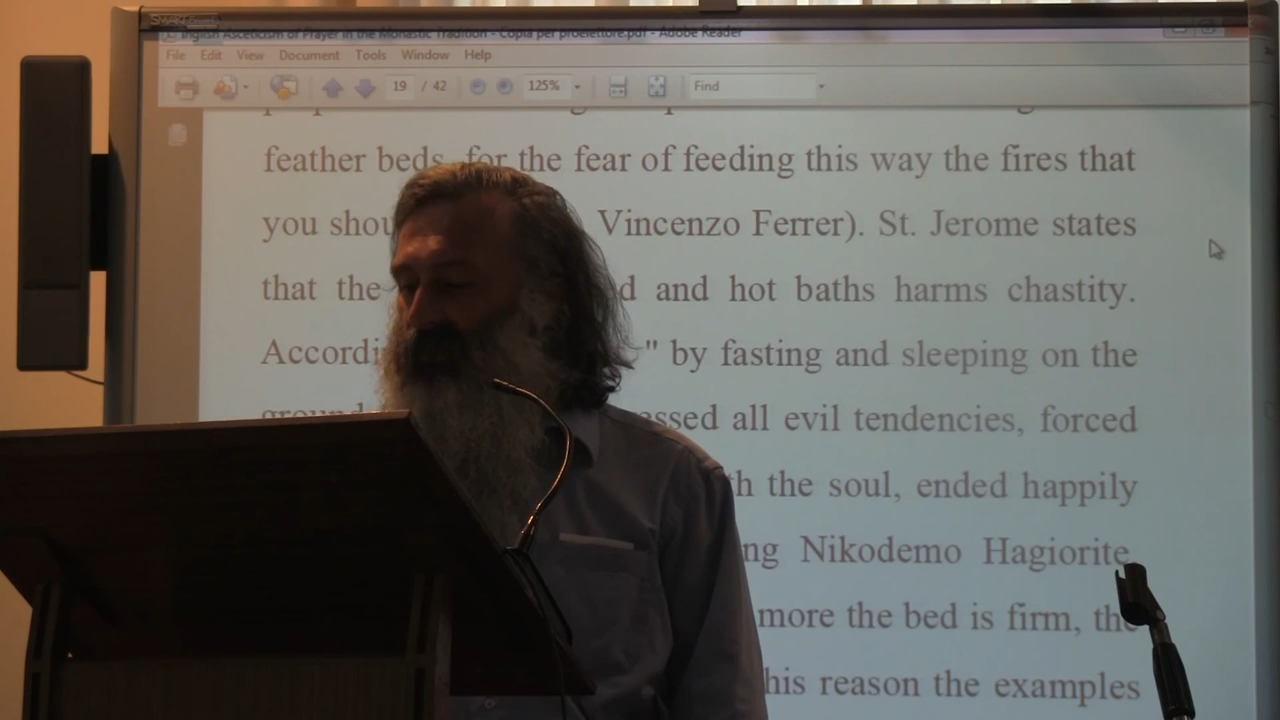 SMART
English Asceticism of Prayer in the Monastic Tradition - Copia per proiettore.pdf - Adobe Reader
File Edit View Document Tools Window Help
19 / 42 125% Find
feather beds, for the fear of feeding this way the fires that
you shou Vincenzo Ferrer). St. Jerome states
that the d and hot baths harms chastity.
Accordi " by fasting and sleeping on the
ground essed all evil tendencies, forced
th the soul, ended happily
ng Nikodemo Hagiorite,
more the bed is firm, the
his reason the examples